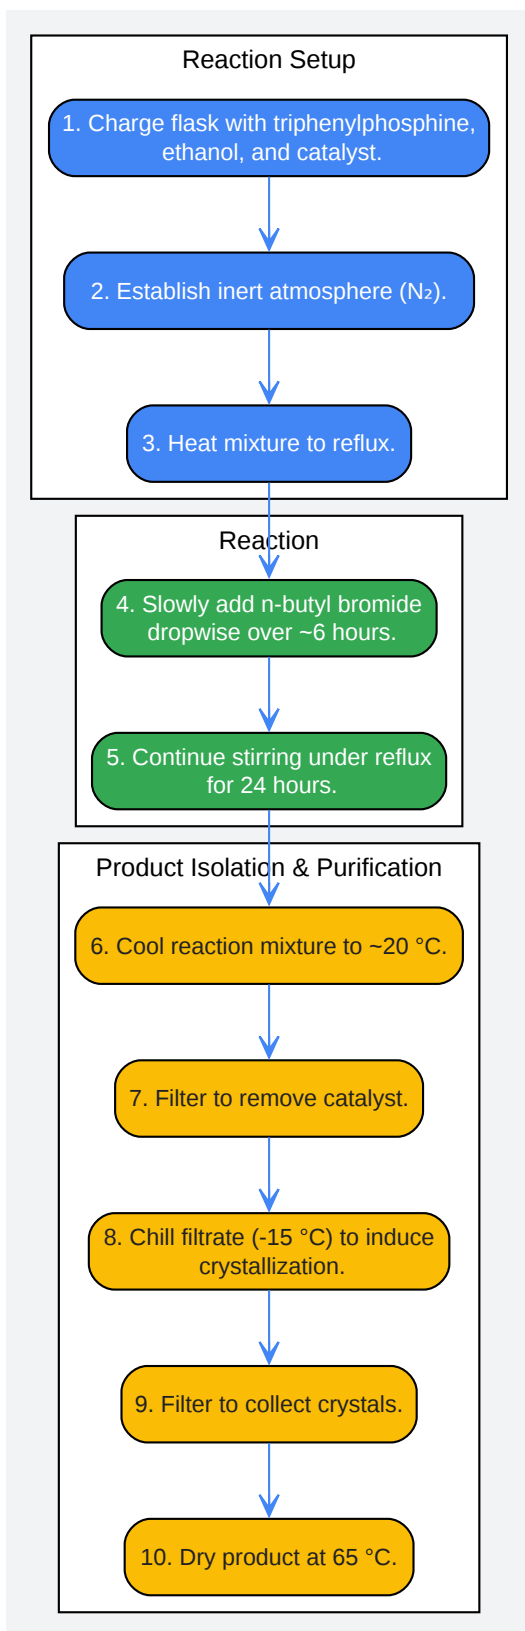 Reaction Setup
1. Charge flask with triphenylphosphine,
ethanol, and catalyst.
2. Establish inert atmosphere (N₂).
3. Heat mixture to reflux.
Reaction
4. Slowly add n-butyl bromide
dropwise over ~6 hours.
5. Continue stirring under reflux
for 24 hours.
Product Isolation & Purification
6. Cool reaction mixture to ~20 °C.
7. Filter to remove catalyst.
8. Chill filtrate (-15 °C) to induce
crystallization.
9. Filter to collect crystals.
10. Dry product at 65 °C.